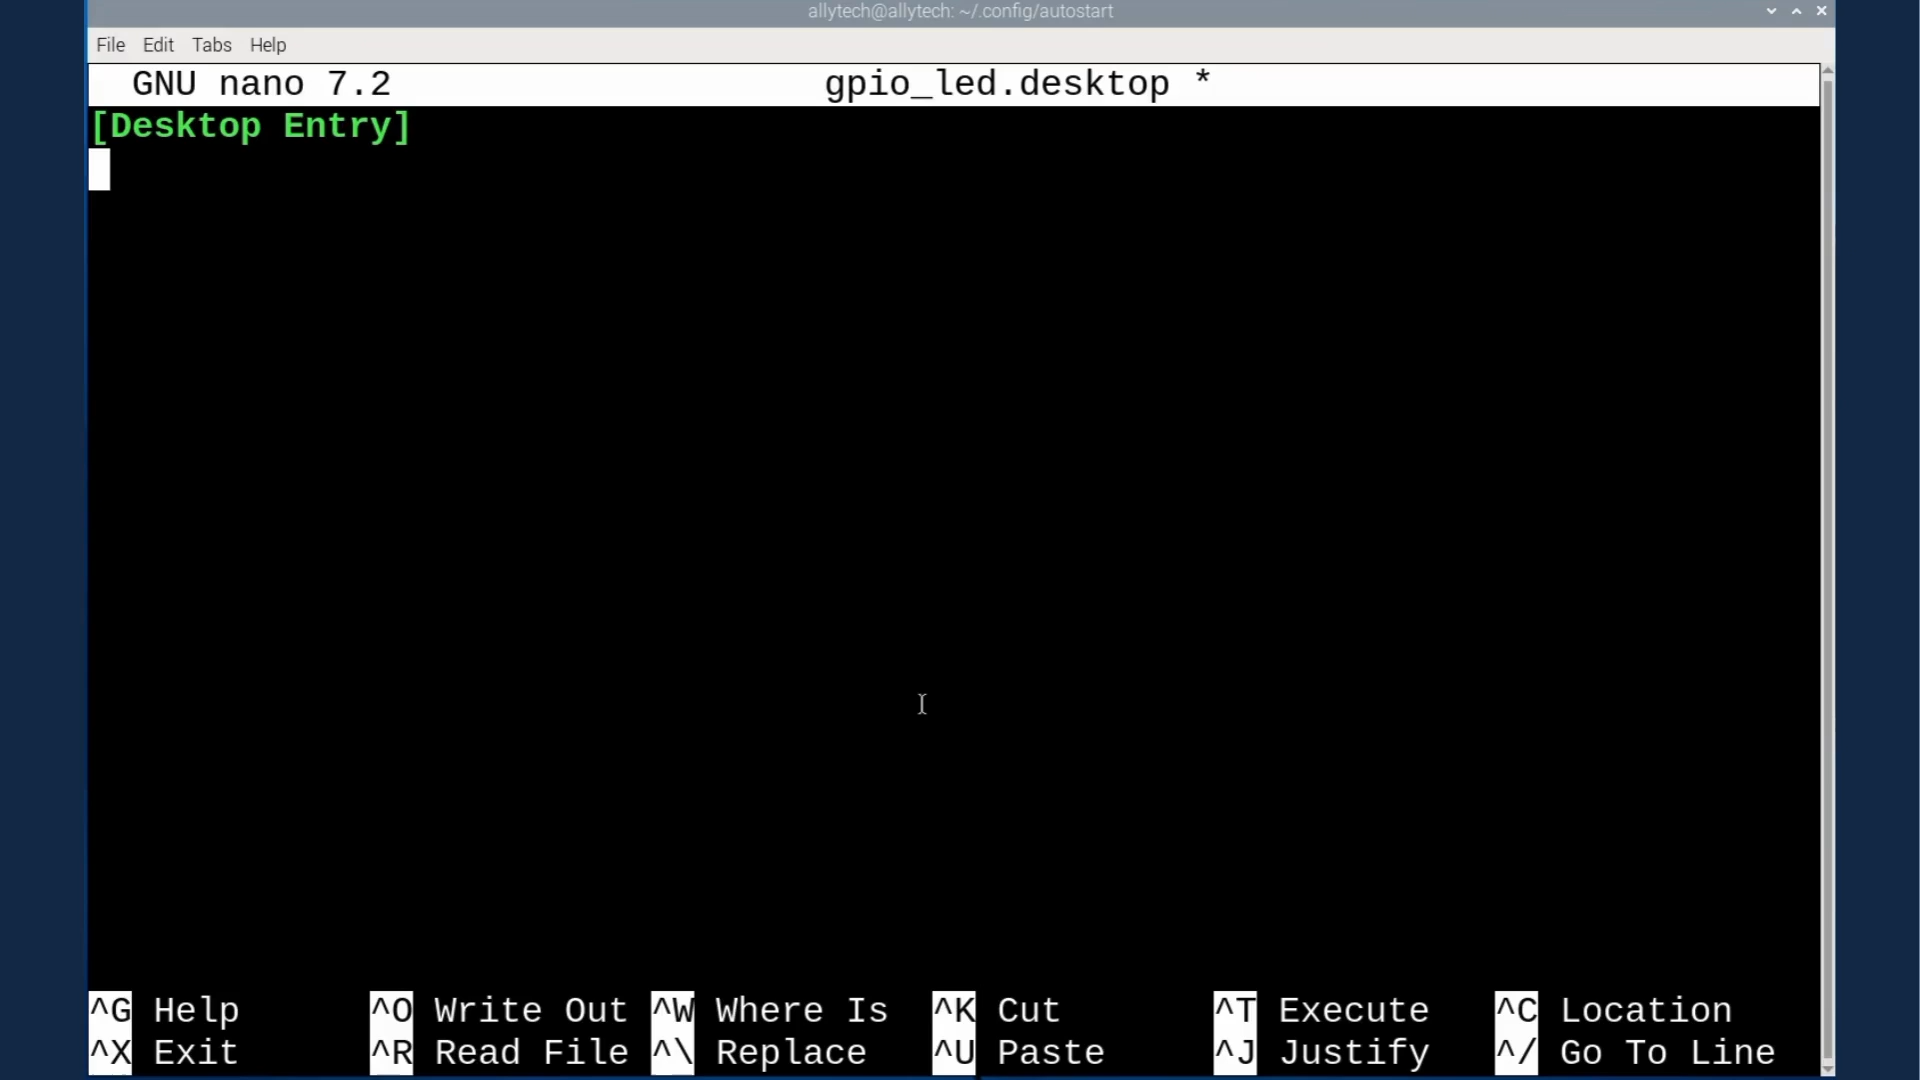 allytech@allytech: ~/.config/autostart
File Edit Tabs Help
GNU nano 7.2 gpio_led.desktop *
[Desktop Entry]
^G Help ^O Write Out ^W Where Is ^K Cut ^T Execute ^C Location
^X Exit ^R Read File ^\ Replace ^U Paste ^J Justify ^/ Go To Line